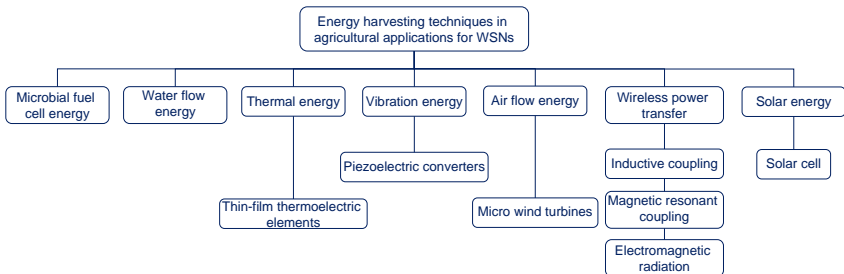 Energy harvesting techniques in
agricultural applications for WSNs
Microbial fuel
cell energy
Water flow
energy
Thermal energy
Vibration energy
Air flow energy
Wireless power
transfer
Solar energy
Piezoelectric converters
Inductive coupling
Solar cell
Thin-film thermoelectric
elements
Micro wind turbines
Magnetic resonant
coupling
Electromagnetic
radiation